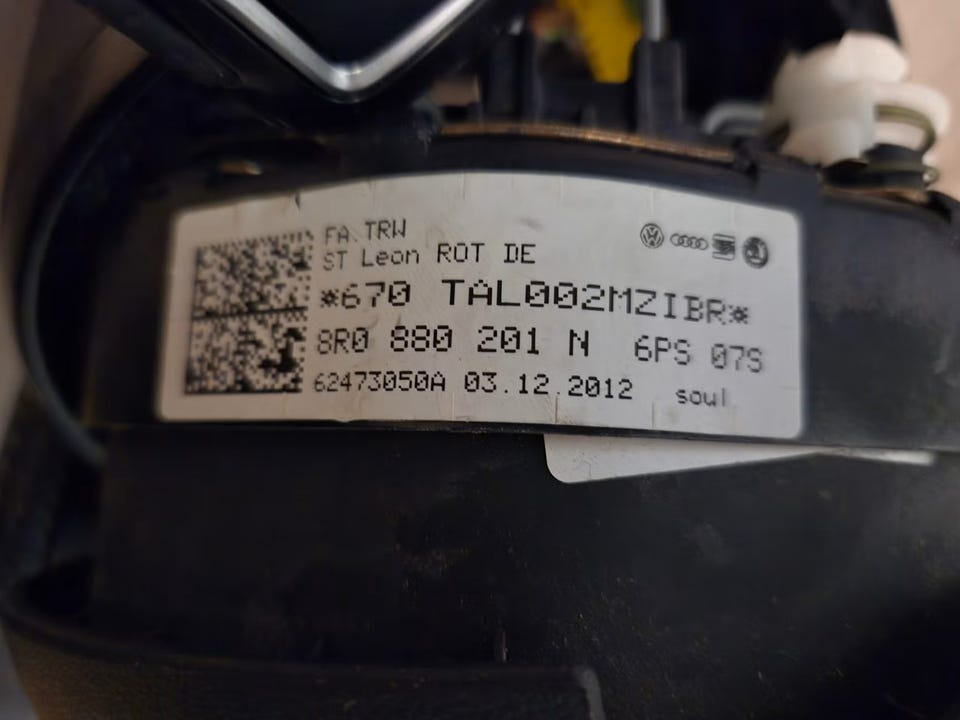 FA.TRW
ST Leon ROT DE
*670 TAL002MZIBR*
8R0 880 201 N 6PS 07S
62473050A 03.12.2012 soul